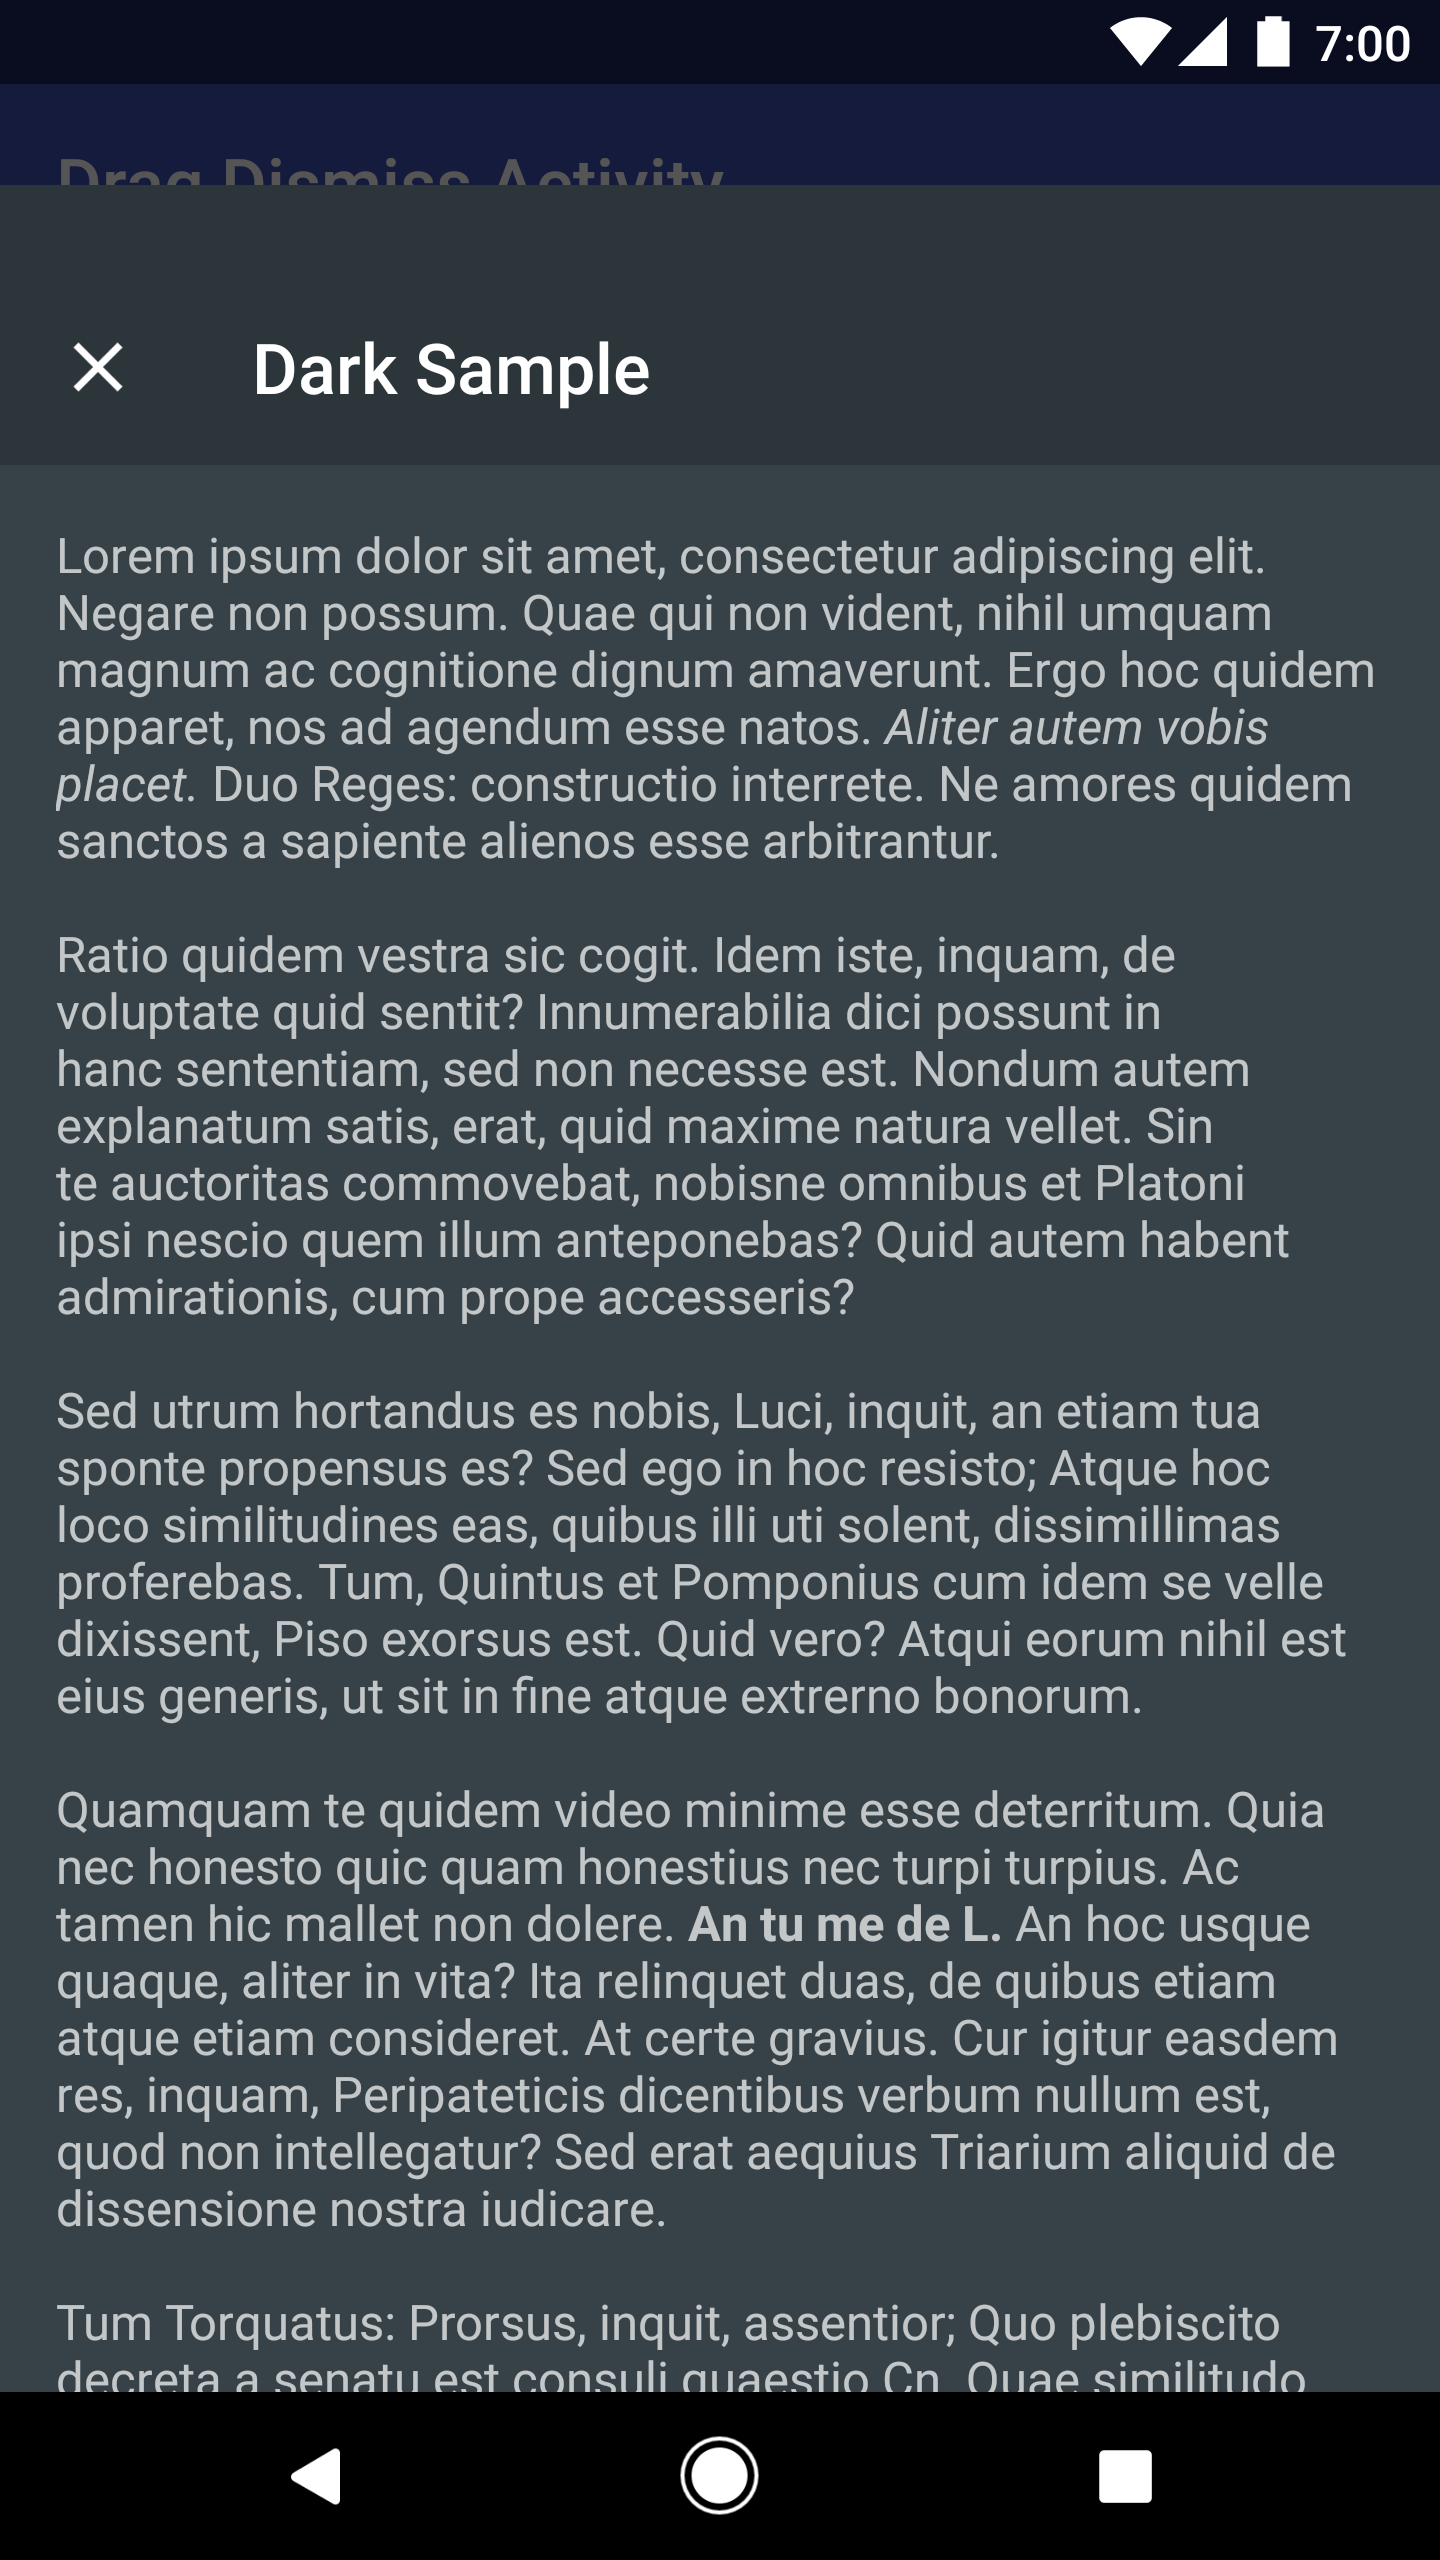 7:00
Drag Dismiss Activity
Dark Sample
Lorem ipsum dolor sit amet, consectetur adipiscing elit.
Negare non possum. Quae qui non vident, nihil umquam
magnum ac cognitione dignum amaverunt. Ergo hoc quidem
apparet, nos ad agendum esse natos. Aliter autem vobis
placet. Duo Reges: constructio interrete. Ne amores quidem
sanctos a sapiente alienos esse arbitrantur.
Ratio quidem vestra sic cogit. Idem iste, inquam, de
voluptate quid sentit? Innumerabilia dici possunt in
hanc sententiam, sed non necesse est. Nondum autem
explanatum satis, erat, quid maxime natura vellet. Sin
te auctoritas commovebat, nobisne omnibus et Platoni
ipsi nescio quem illum anteponebas? Quid autem habent
admirationis, cum prope accesseris?
Sed utrum hortandus es nobis, Luci, inquit, an etiam tua
sponte propensus es? Sed ego in hoc resisto; Atque hoc
loco similitudines eas, quibus illi uti solent, dissimillimas
proferebas. Tum, Quintus et Pomponius cum idem se velle
dixissent, Piso exorsus est. Quid vero? Atqui eorum nihil est
eius generis, ut sit in fine atque extrerno bonorum.
Quamquam te quidem video minime esse deterritum. Quia
nec honesto quic quam honestius nec turpi turpius. Ac
tamen hic mallet non dolere. An tu me de L. An hoc usque
quaque, aliter in vita? Ita relinquet duas, de quibus etiam
atque etiam consideret. At certe gravius. Cur igitur easdem
res, inquam, Peripateticis dicentibus verbum nullum est,
quod non intellegatur? Sed erat aequius Triarium aliquid de
dissensione nostra iudicare.
Tum Torquatus: Prorsus, inquit, assentior; Quo plebiscito
decreta a senatu est consuli quaestio Cn. Quae similitudo